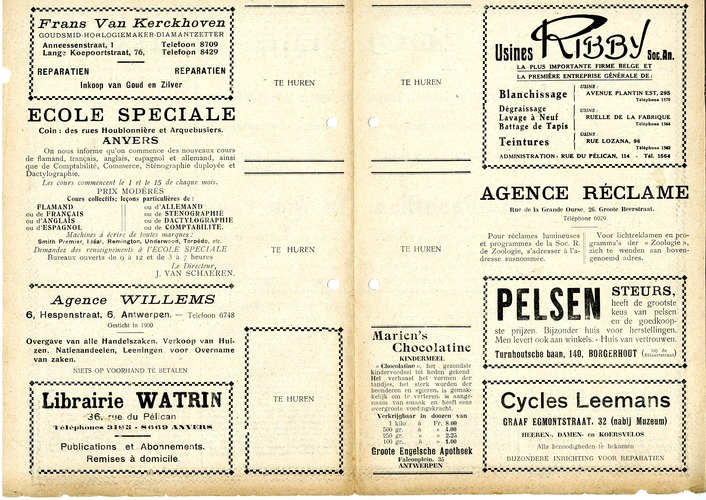 Frans Van Kerckhoven
GOUDSMID-HORLOGIEMAKER-DIAMANTZETTER
Anneessenstraat, 1 Telefoon 8709
Lange Koepoortstraat, 76, Telefoon 8429
REPARATIEN REPARATIEN
Inkoop van Goud en Zilver
ECOLE SPECIALE
Coin : des rues Houblonnière et Arquebusiers.
ANVERS
On nous informe qu'on commence des nouveaux cours
de flamand, français, anglais, espagnol et allemand, ainsi
que de Comptabilité, Commerce, Sténographie duployée et
Dactylographie.
Les cours commencent le 1 et le 15 de chaque mois.
PRIX MODÉRÉS
Cours collectifs; leçons particulières de :
FLAMAND ou d'ALLEMAND
ou de FRANÇAIS ou de STENOGRAPHIE
ou d'ANGLAIS ou de DACTYLOGRAPHIE
ou d'ESPAGNOL ou de COMPTABILITE.
Machines à écrire de toutes marques :
Smith Premier, Idéal, Remington, Underwood, Torpédo, etc.
Demandez des renseignements à l'ECOLE SPECIALE
Bureaux ouverts de 9 à 12 et de 3 à 7 heures
Le Directeur,
J. VAN SCHAEREN.
Agence WILLEMS
6, Hespenstraat, 6, Antwerpen. — Telefoon 6748
Gesticht in 1900
Overgave van alle Handelszaken. Verkoop van Hui-
zen, Natiëaandeelen, Leeningen voor Overname
van zaken.
NIETS OP VOORHAND TE BETALEN
Librairie WATRIN
36, rue du Pélican
Téléphones 3193 - 8669 ANVERS
Publications et Abonnements.
Remises à domicile.
TE HUREN
TE HUREN
TE HUREN
TE HUREN
TE HUREN
Marien's
Chocolatine
KINDERMEEL
« Chocolatine », het gezondste
kindervoedsel tot heden gekend
Het verhaast het vormen der
tandjes, het sterk worden der
beenderen en spieren, is gemak-
kelijk om te verteren, is aange-
naam van smaak en heeft eene
overgroote voedingskracht.
Verkrijgbaar in doozen van
1 kilo à Fr. 8.00
500 gr. à » 4.00
250 gr. à » 2.25
100 gr. à » 1.00
Groote Engelsche Apotheek
Falconplein, 35
ANTWERPEN
Usines RIBBY Soc. An.
LA PLUS IMPORTANTE FIRME BELGE ET
LA PREMIÈRE ENTREPRISE GÉNÉRALE DE :
Blanchissage
USINE :
AVENUE PLANTIN EST, 295
Téléphone 1570
Dégraissage
Lavage à Neuf
Battage de Tapis
USINE :
RUELLE DE LA FABRIQUE
Téléphone 1564
Teintures
USINE :
RUE LOZANA, 96
Téléphone 1562
ADMINISTRATION : RUE DU PÉLICAN, 114 - Tél. 1564
AGENCE RÉCLAME
Rue de la Grande Ourse, 26. Groote Beerstraat.
Téléphone 6029
Pour réclames lumineuses
et programmes de la Soc. R.
de Zoologie, s'adresser à l'a-
dresse susnommée.
Voor lichtreklamen en pro-
gramma's der « Zoologie »,
zich te wenden aan boven-
genoemd adres.
PELSEN
STEURS,
heeft de grootste
keus van pelsen
en de goedkoop-
ste prijzen. Bijzonder huis voor herstellingen.
Men levert ook aan winkels. - Huis van vertrouwen.
Turnhoutsche baan, 140, BORGERHOUT
Cycles Leemans
GRAAF EGMONTSTRAAT, 32 (nabij Muzeum)
HEEREN-, DAMEN- en KOERSVELOS
Alle benoodigheden te bekomen
BIJZONDERE INRICHTING VOOR REPARATIEN